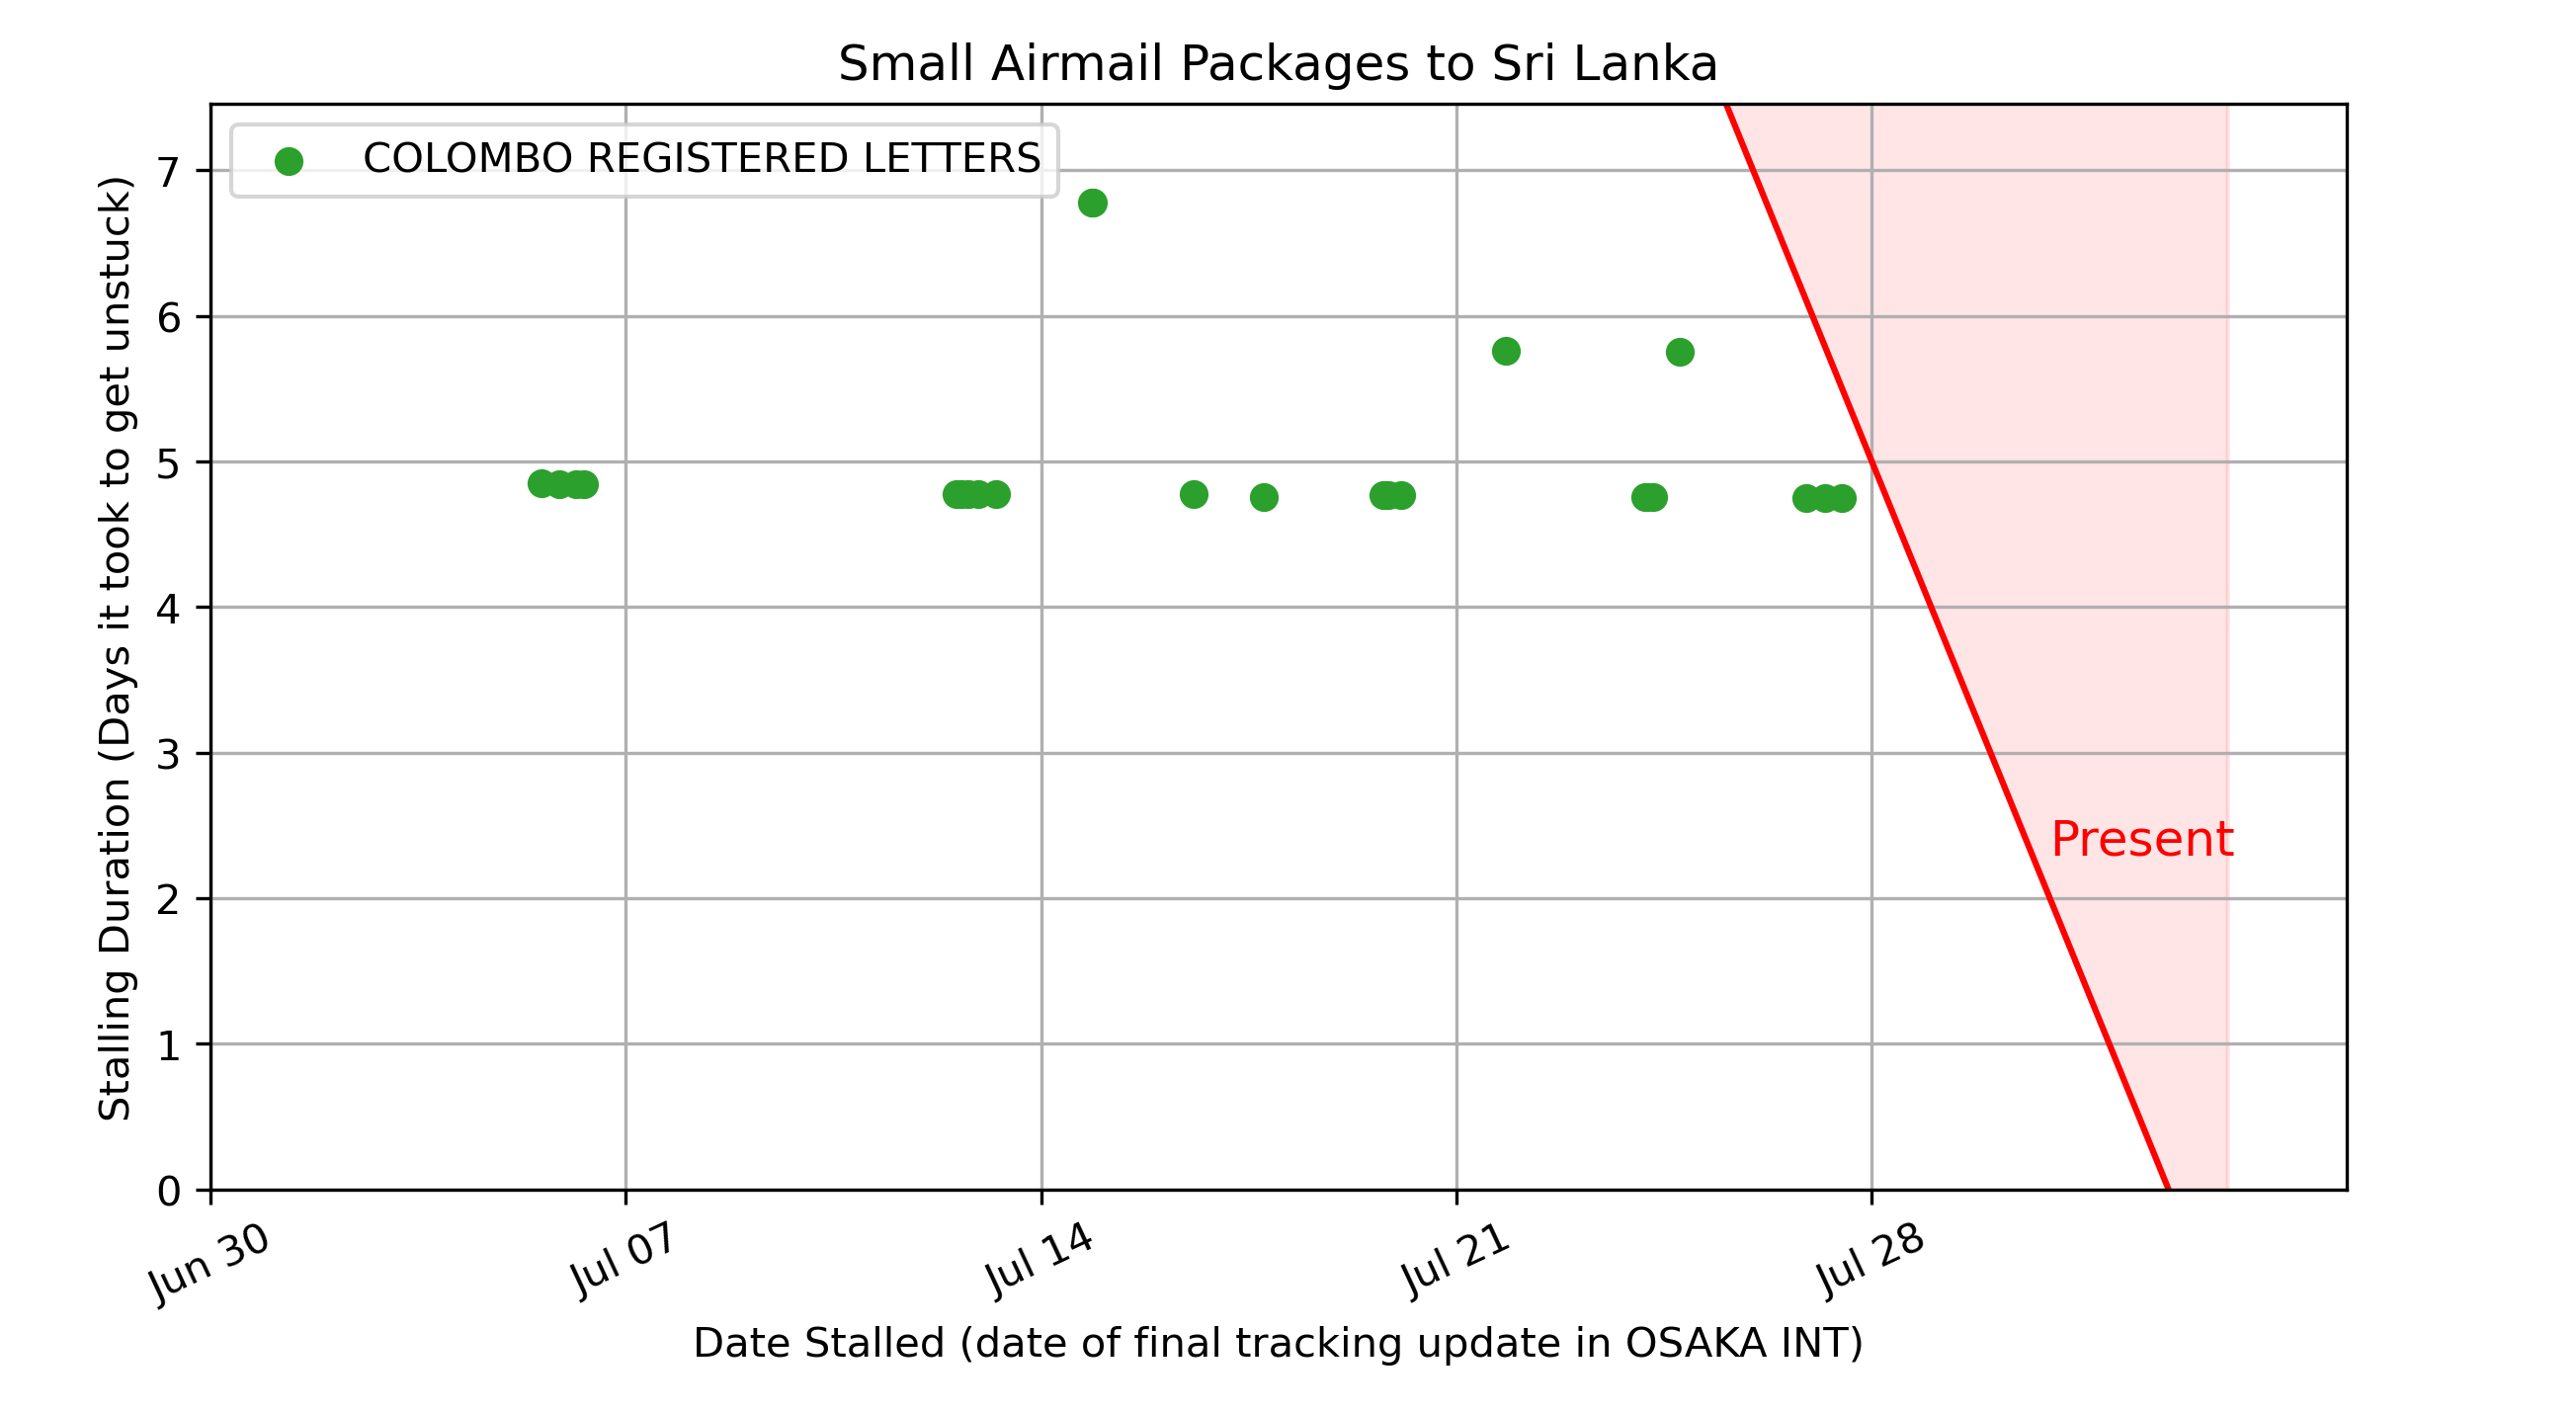 Small Airmail Packages to Sri Lanka
COLOMBO REGISTERED LETTERS
Stalling Duration (Days it took to get unstuck)
7
6
5
4
3
2
1
0
Present
Jun 30
Jul 07
Jul 14
Jul 21
Jul 28
Date Stalled (date of final tracking update in OSAKA INT)